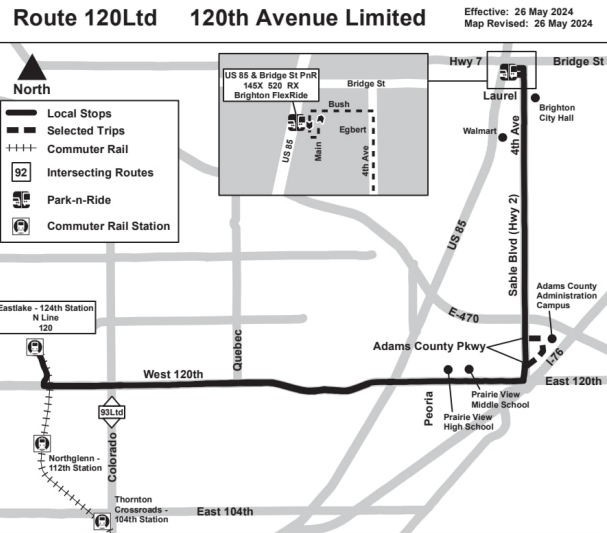 Route 120Ltd 120th Avenue Limited
Effective: 26 May 2024
Map Revised: 26 May 2024
North
Local Stops
Selected Trips
Commuter Rail
92 Intersecting Routes
Park-n-Ride
Commuter Rail Station
US 85 & Bridge St PnR
145X 520 RX
Brighton FlexRide
Bridge St
Bush
Egbert
Main
4th Ave
US 85
Hwy 7
Bridge St
Laurel
Brighton
City Hall
Walmart
4th Ave
US 85
Sable Blvd (Hwy 2)
Adams County
Administration
Campus
E-470
Adams County Pkwy
I-76
Eastlake - 124th Station
N Line
120
Quebec
West 120th
East 120th
Prairie View
Middle School
Prairie View
High School
Peoria
93Ltd
Colorado
Northglenn -
112th Station
Thornton
Crossroads -
104th Station
East 104th